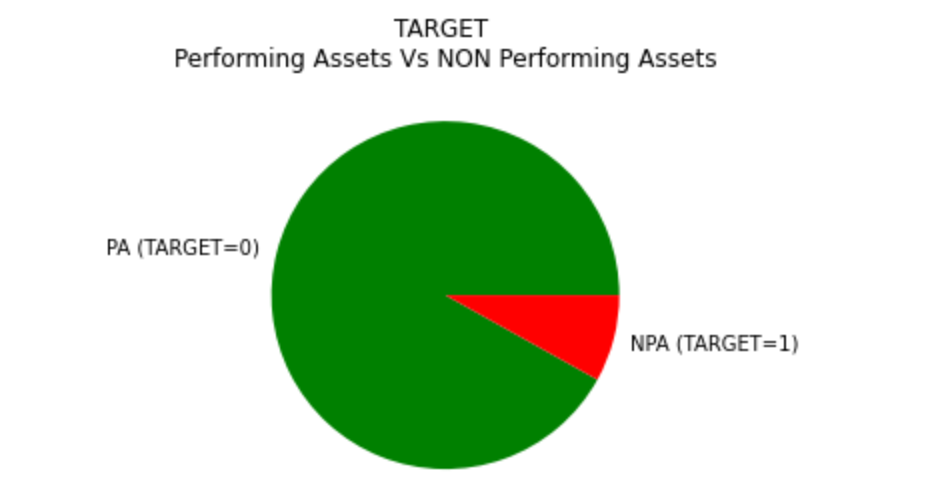 TARGET
Performing Assets Vs NON Performing Assets
PA (TARGET=0)
NPA (TARGET=1)